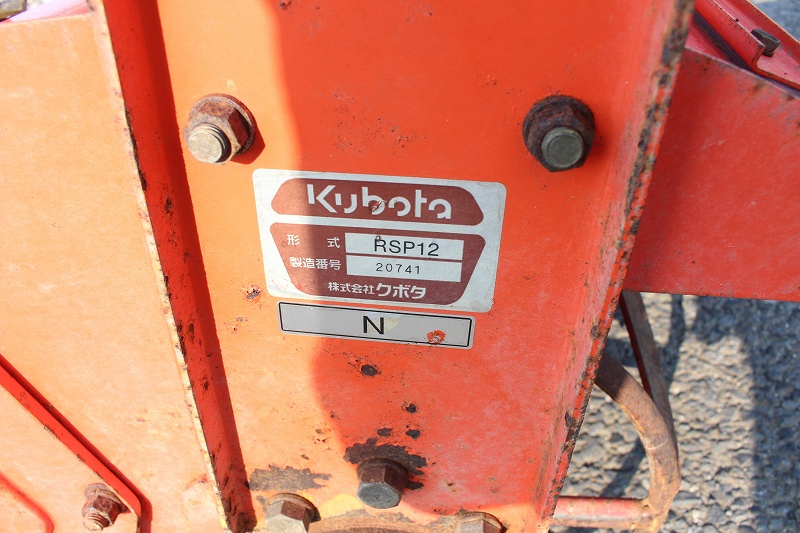 Kubota
形式 RSP12
製造番号 20741
株式会社クボタ
N